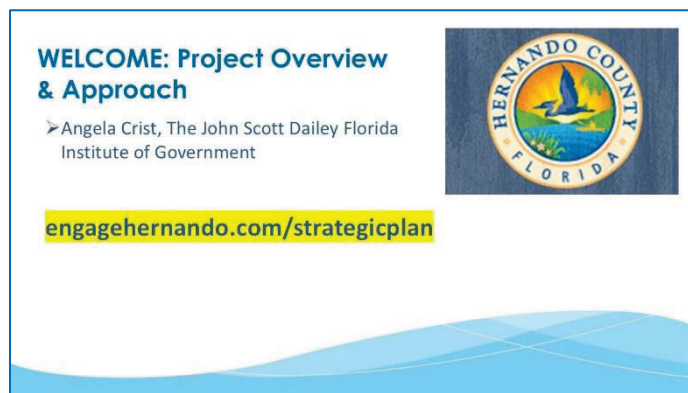 WELCOME: Project Overview
& Approach
➢Angela Crist, The John Scott Dailey Florida
Institute of Government
HERNANDO COUNTY
FLORIDA
engagehernando.com/strategicplan